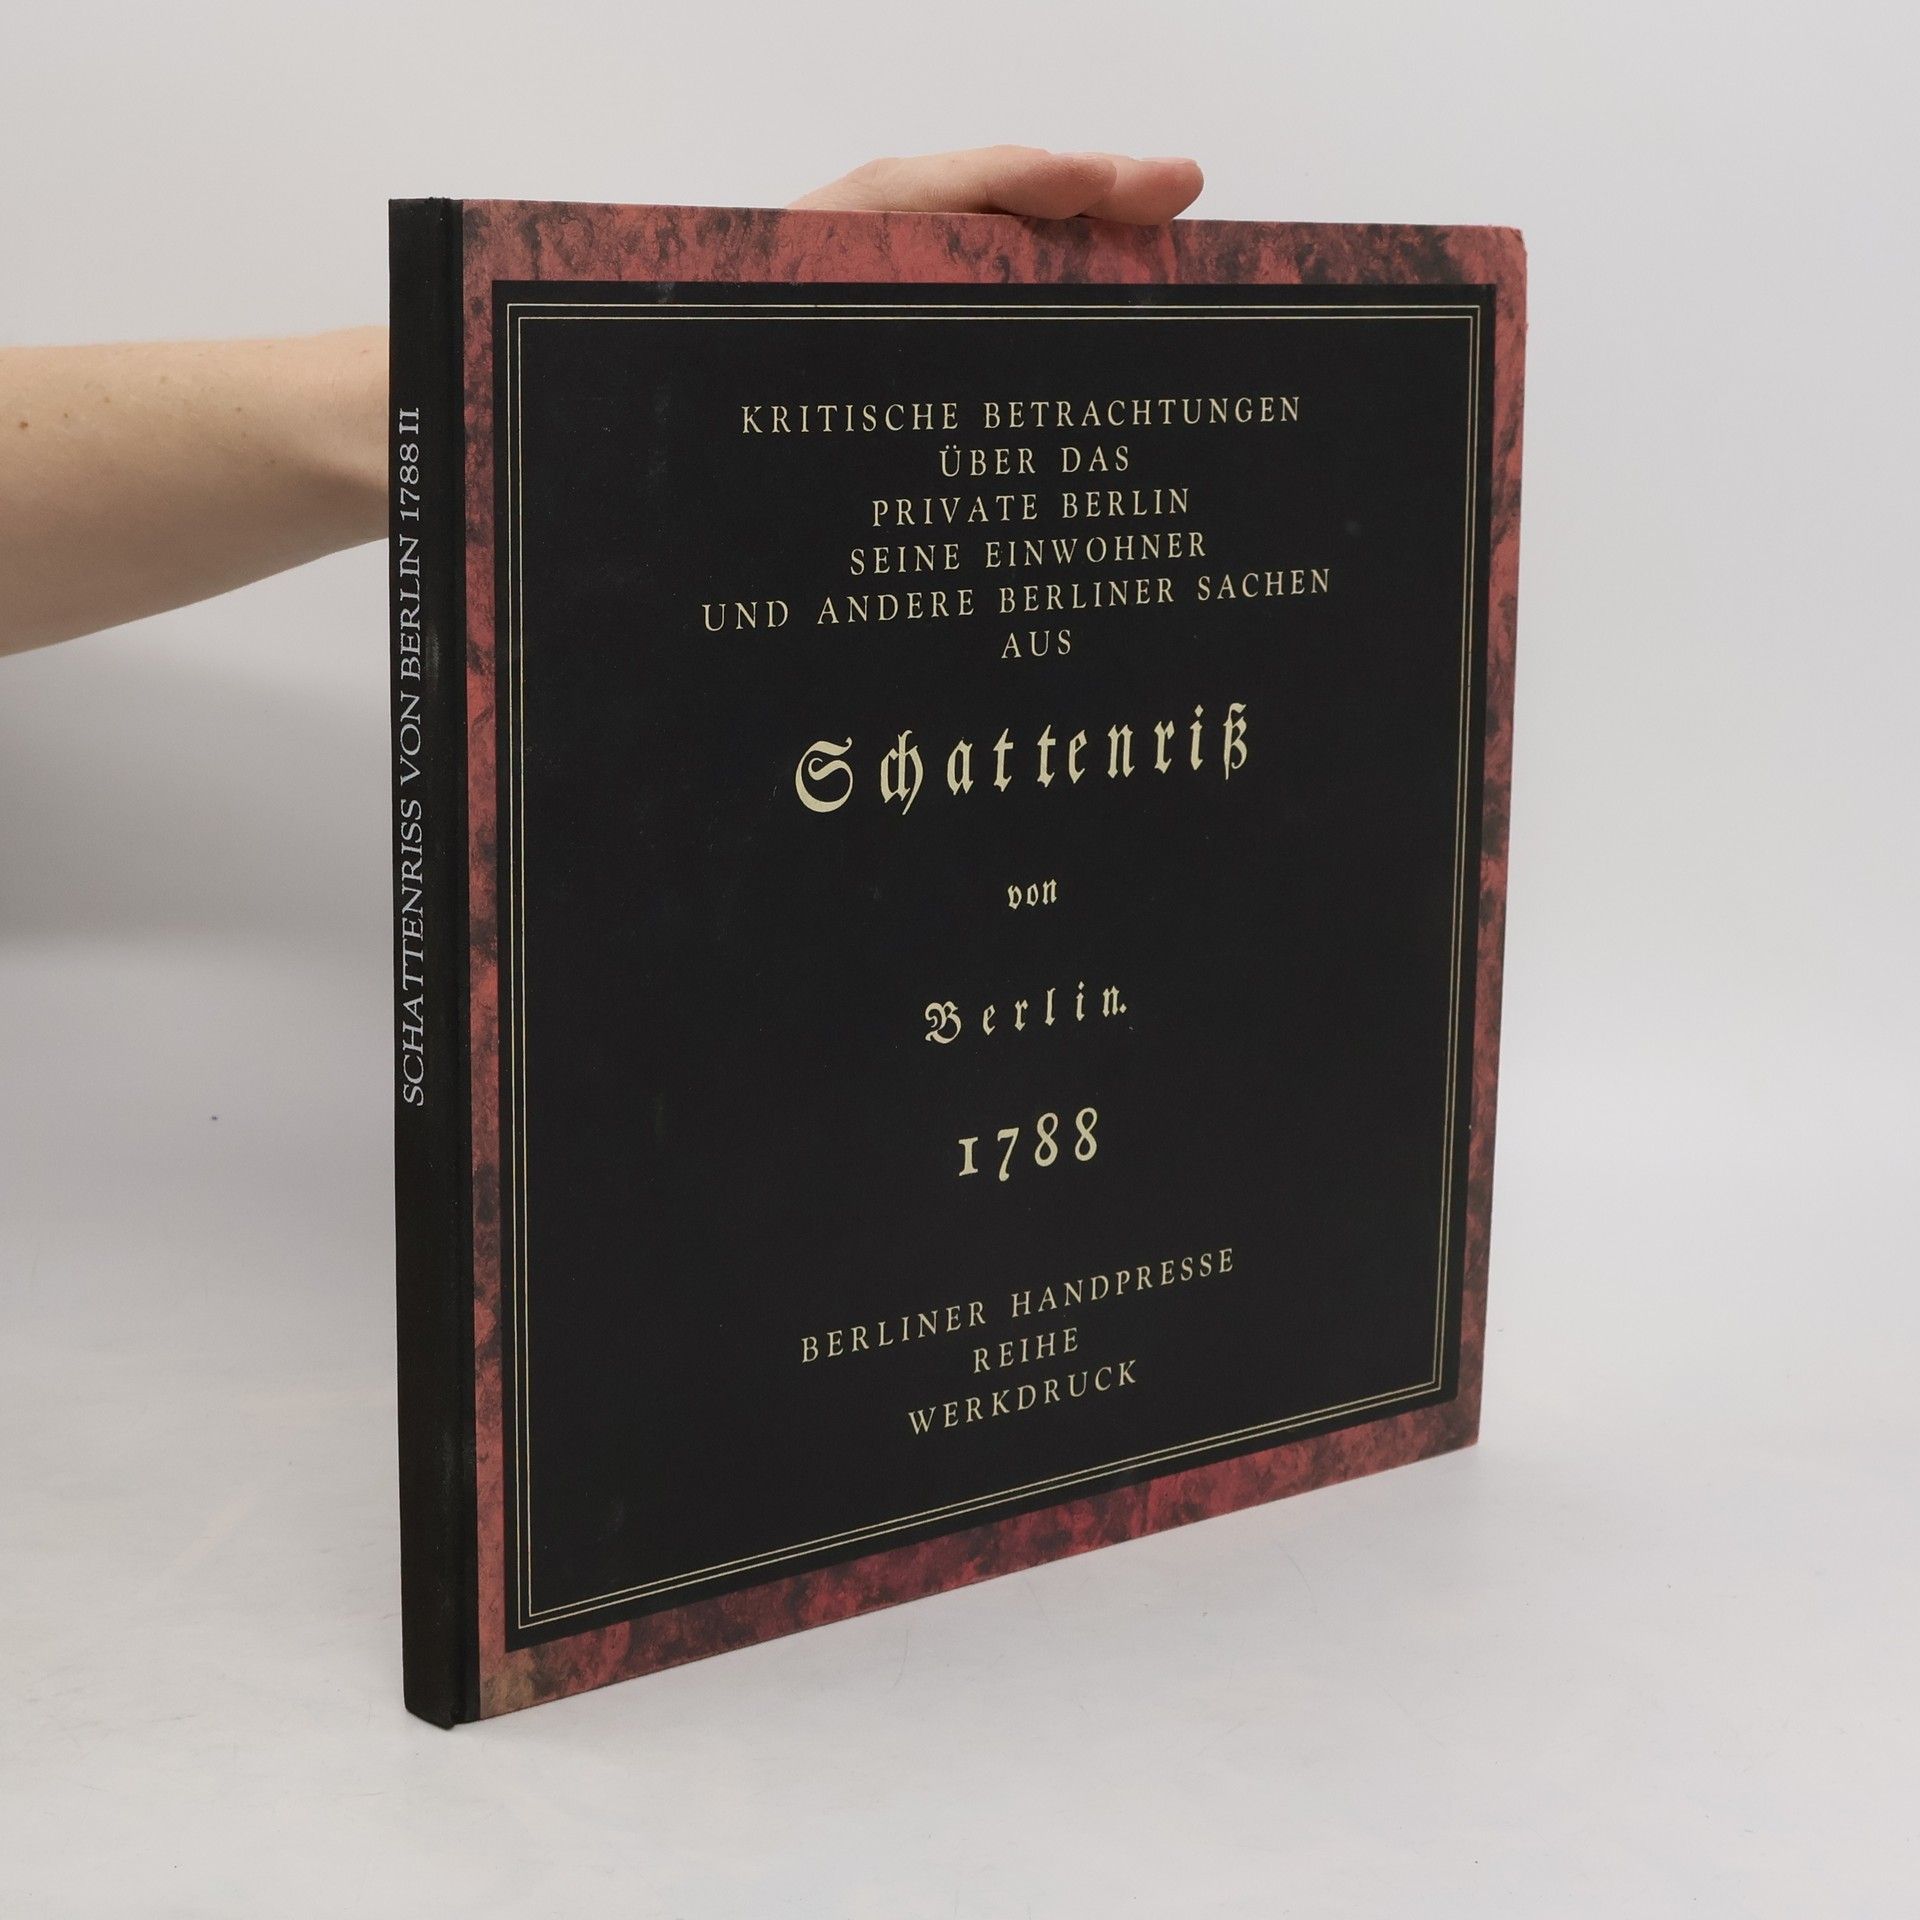 SCHATTENRISS VON BERLIN 1788 II
KRITISCHE BETRACHTUNGEN
ÜBER DAS
PRIVATE BERLIN
SEINE EINWOHNER
UND ANDERE BERLINER SACHEN
AUS
Schattenriß
von
Berlin.
1788
BERLINER HANDPRESSE
REIHE
WERKDRUCK